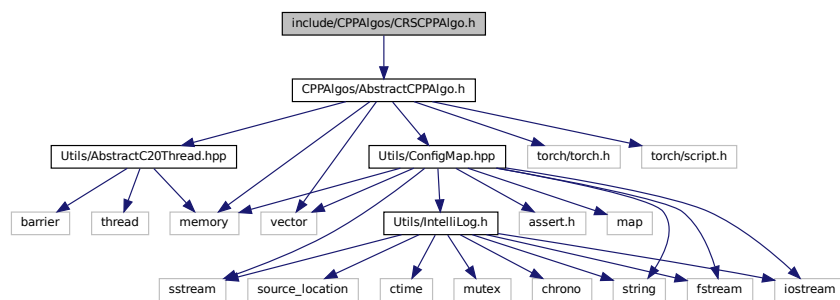 include/CPPAlgos/CRSCPPAlgo.h
CPPAlgos/AbstractCPPAlgo.h
Utils/AbstractC20Thread.hpp
Utils/ConfigMap.hpp
torch/torch.h
torch/script.h
barrier
thread
memory
vector
Utils/IntelliLog.h
assert.h
map
sstream
source_location
ctime
mutex
chrono
string
fstream
iostream